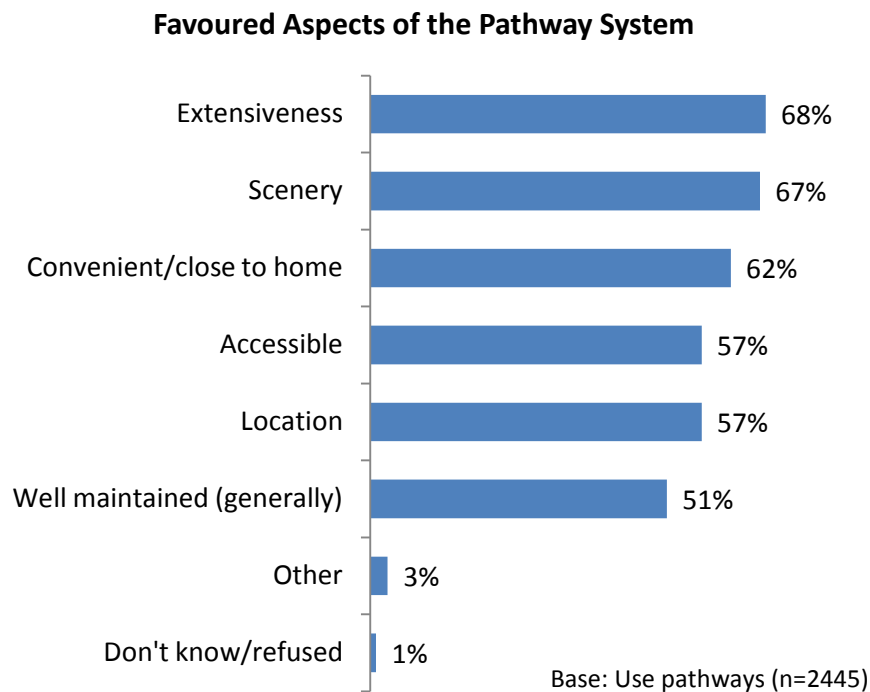 Favoured Aspects of the Pathway System
Extensiveness 68%
Scenery 67%
Convenient/close to home 62%
Accessible 57%
Location 57%
Well maintained (generally) 51%
Other 3%
Don't know/refused 1%
Base: Use pathways (n=2445)